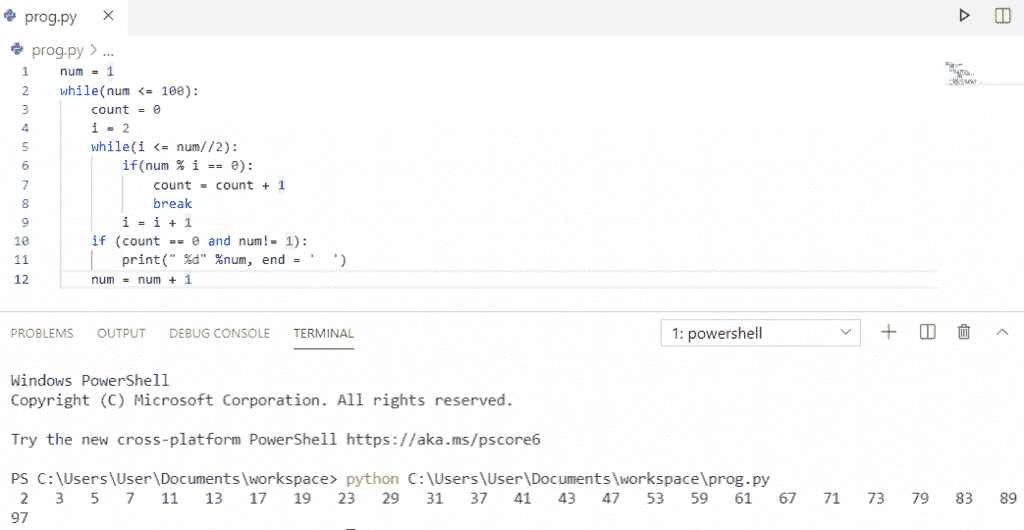 prog.py
prog.py > ...
1 num = 1
2 while(num <= 100):
3     count = 0
4     i = 2
5     while(i <= num//2):
6         if(num % i == 0):
7             count = count + 1
8             break
9         i = i + 1
10     if (count == 0 and num!= 1):
11         print(" %d" %num, end = '  ')
12     num = num + 1
PROBLEMS OUTPUT DEBUG CONSOLE TERMINAL 1: powershell
Windows PowerShell
Copyright (C) Microsoft Corporation. All rights reserved.
Try the new cross-platform PowerShell https://aka.ms/pscore6
PS C:\Users\User\Documents\workspace> python C:\Users\User\Documents\workspace\prog.py
2 3 5 7 11 13 17 19 23 29 31 37 41 43 47 53 59 61 67 71 73 79 83 89
97